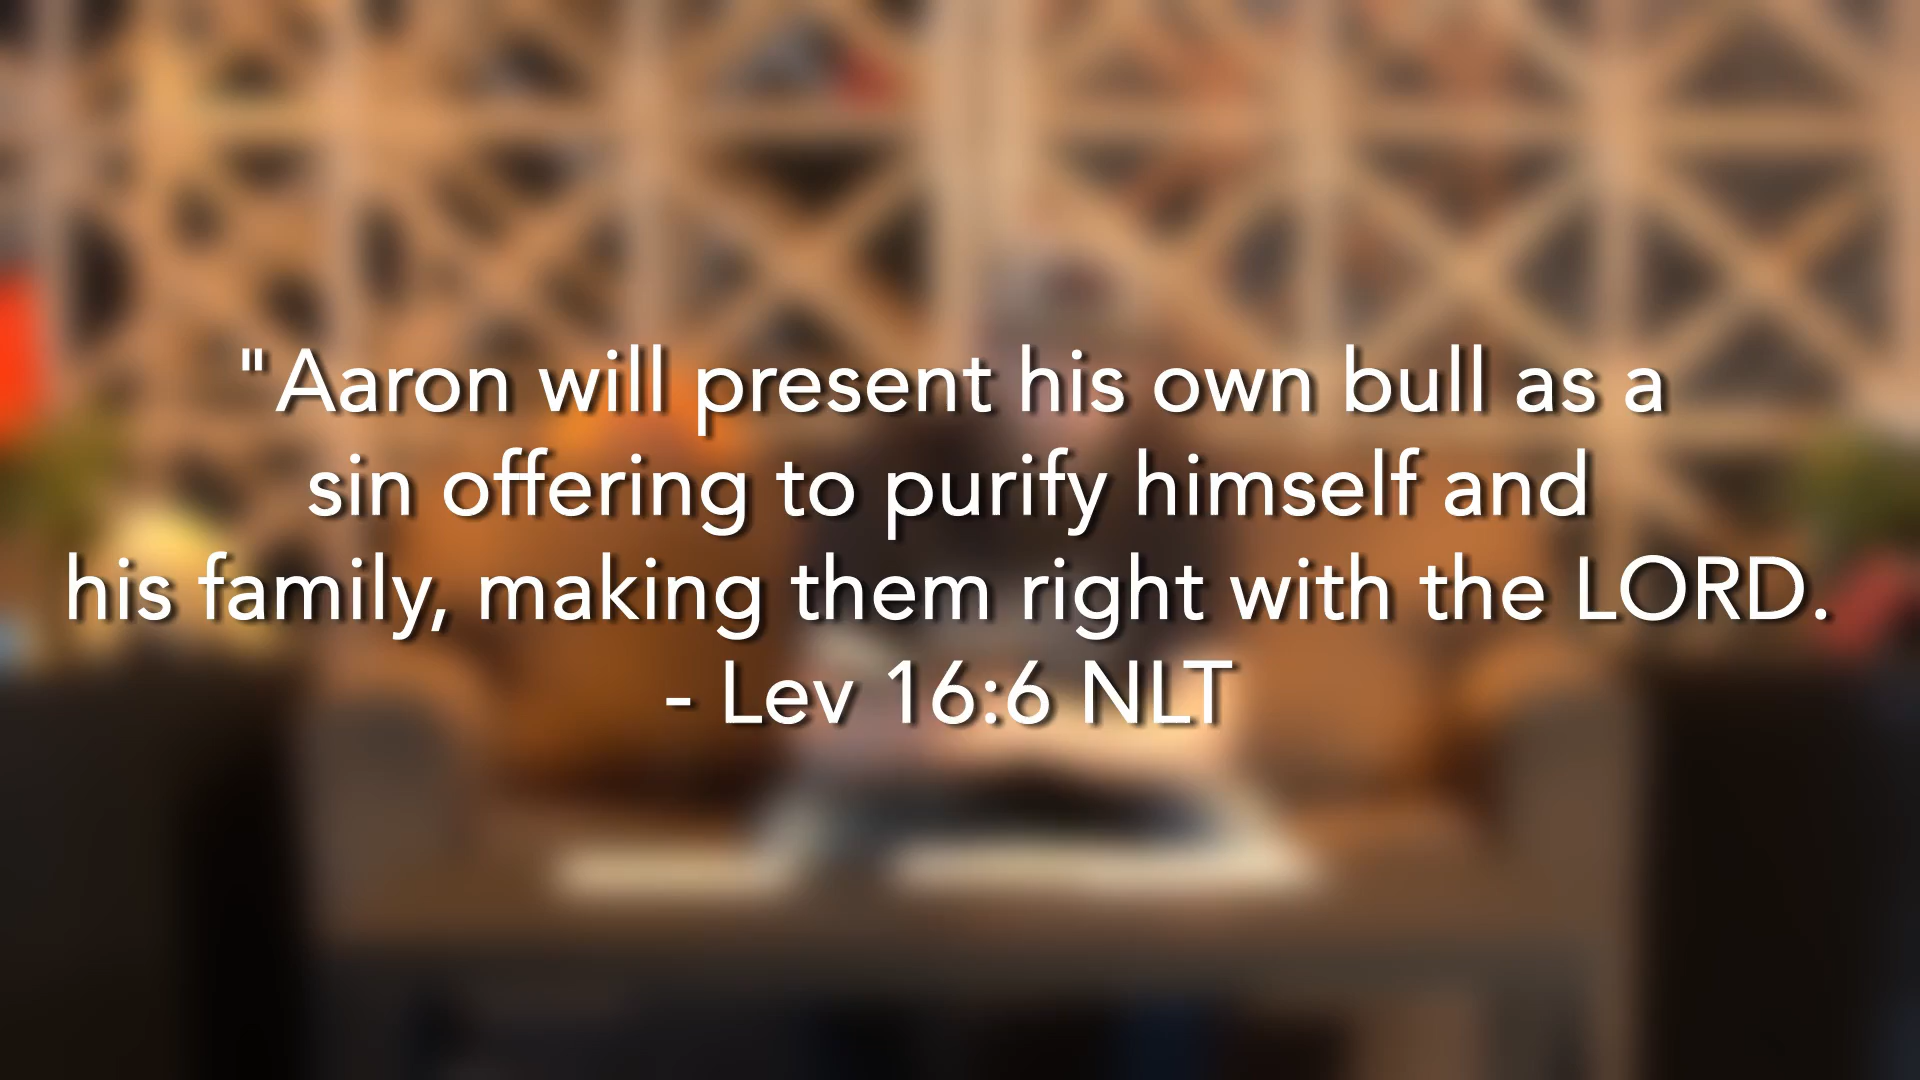 "Aaron will present his own bull as a
sin offering to purify himself and
his family, making them right with the LORD.
- Lev 16:6 NLT